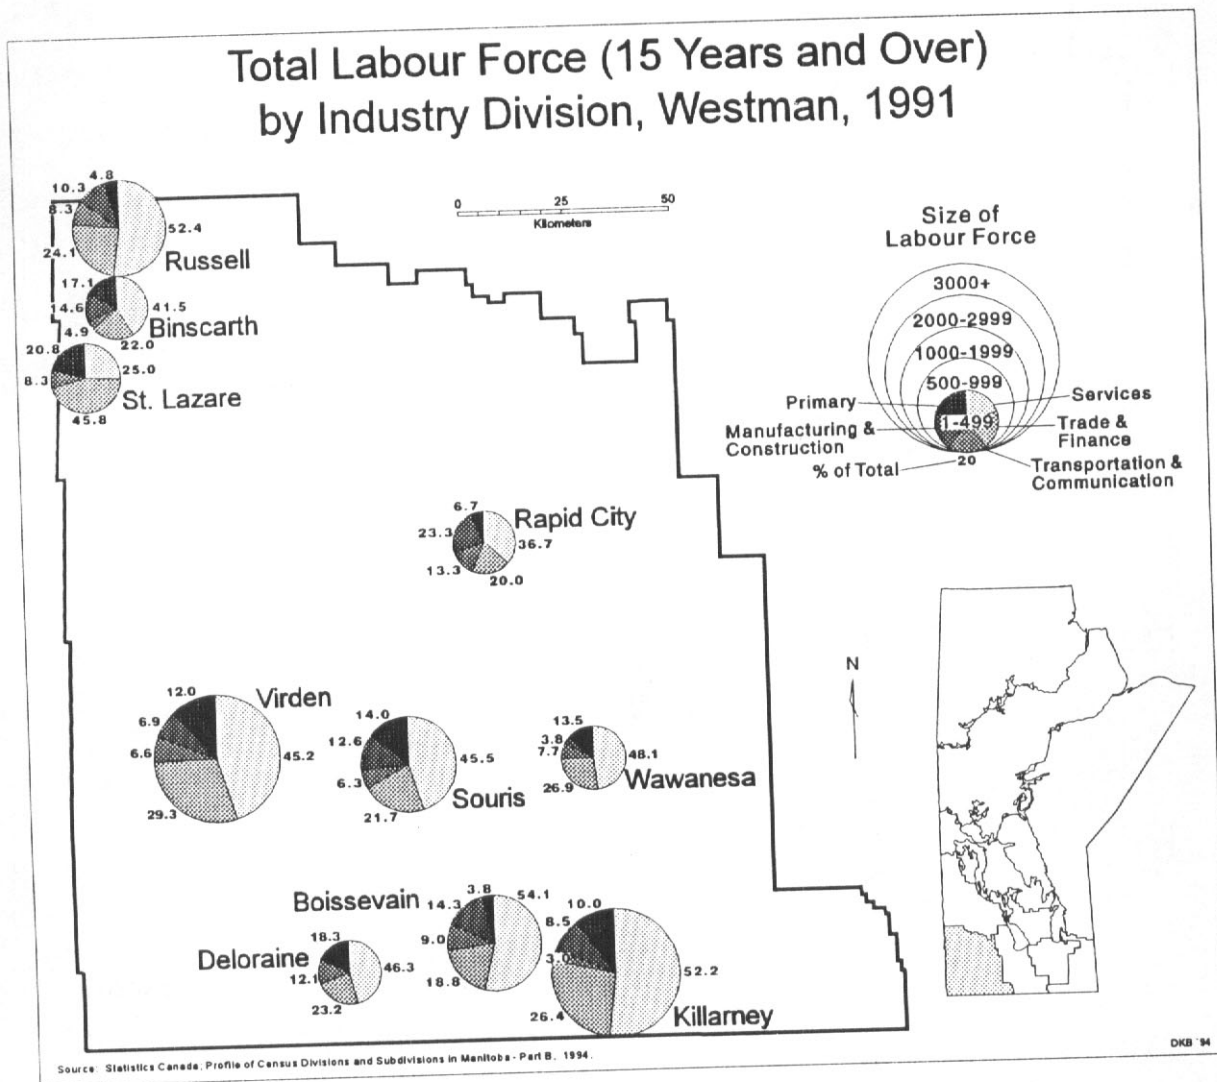 Total Labour Force (15 Years and Over)
by Industry Division, Westman, 1991
0 25 50
Kilometers
Size of
Labour Force
3000+
2000-2999
1000-1999
500-999
1-499
Primary
Services
Manufacturing &
Construction
Trade &
Finance
% of Total
20
Transportation &
Communication
4.8
10.3
8.3
52.4
24.1
Russell
17.1
14.6
41.5
4.9
22.0
Binscarth
20.8
25.0
8.3
45.8
St. Lazare
6.7
Rapid City
23.3
36.7
13.3
20.0
N
12.0
Virden
6.9
6.6
45.2
29.3
14.0
12.6
45.5
6.3
21.7
Souris
13.5
3.8
7.7
48.1
26.9
Wawanesa
Boissevain
3.8
54.1
14.3
9.0
18.8
Deloraine
18.3
46.3
12.1
23.2
10.0
8.5
3.0
52.2
26.4
Killarney
Source: Statistics Canada; Profile of Census Divisions and Subdivisions in Manitoba - Part B, 1994.
DKB '94